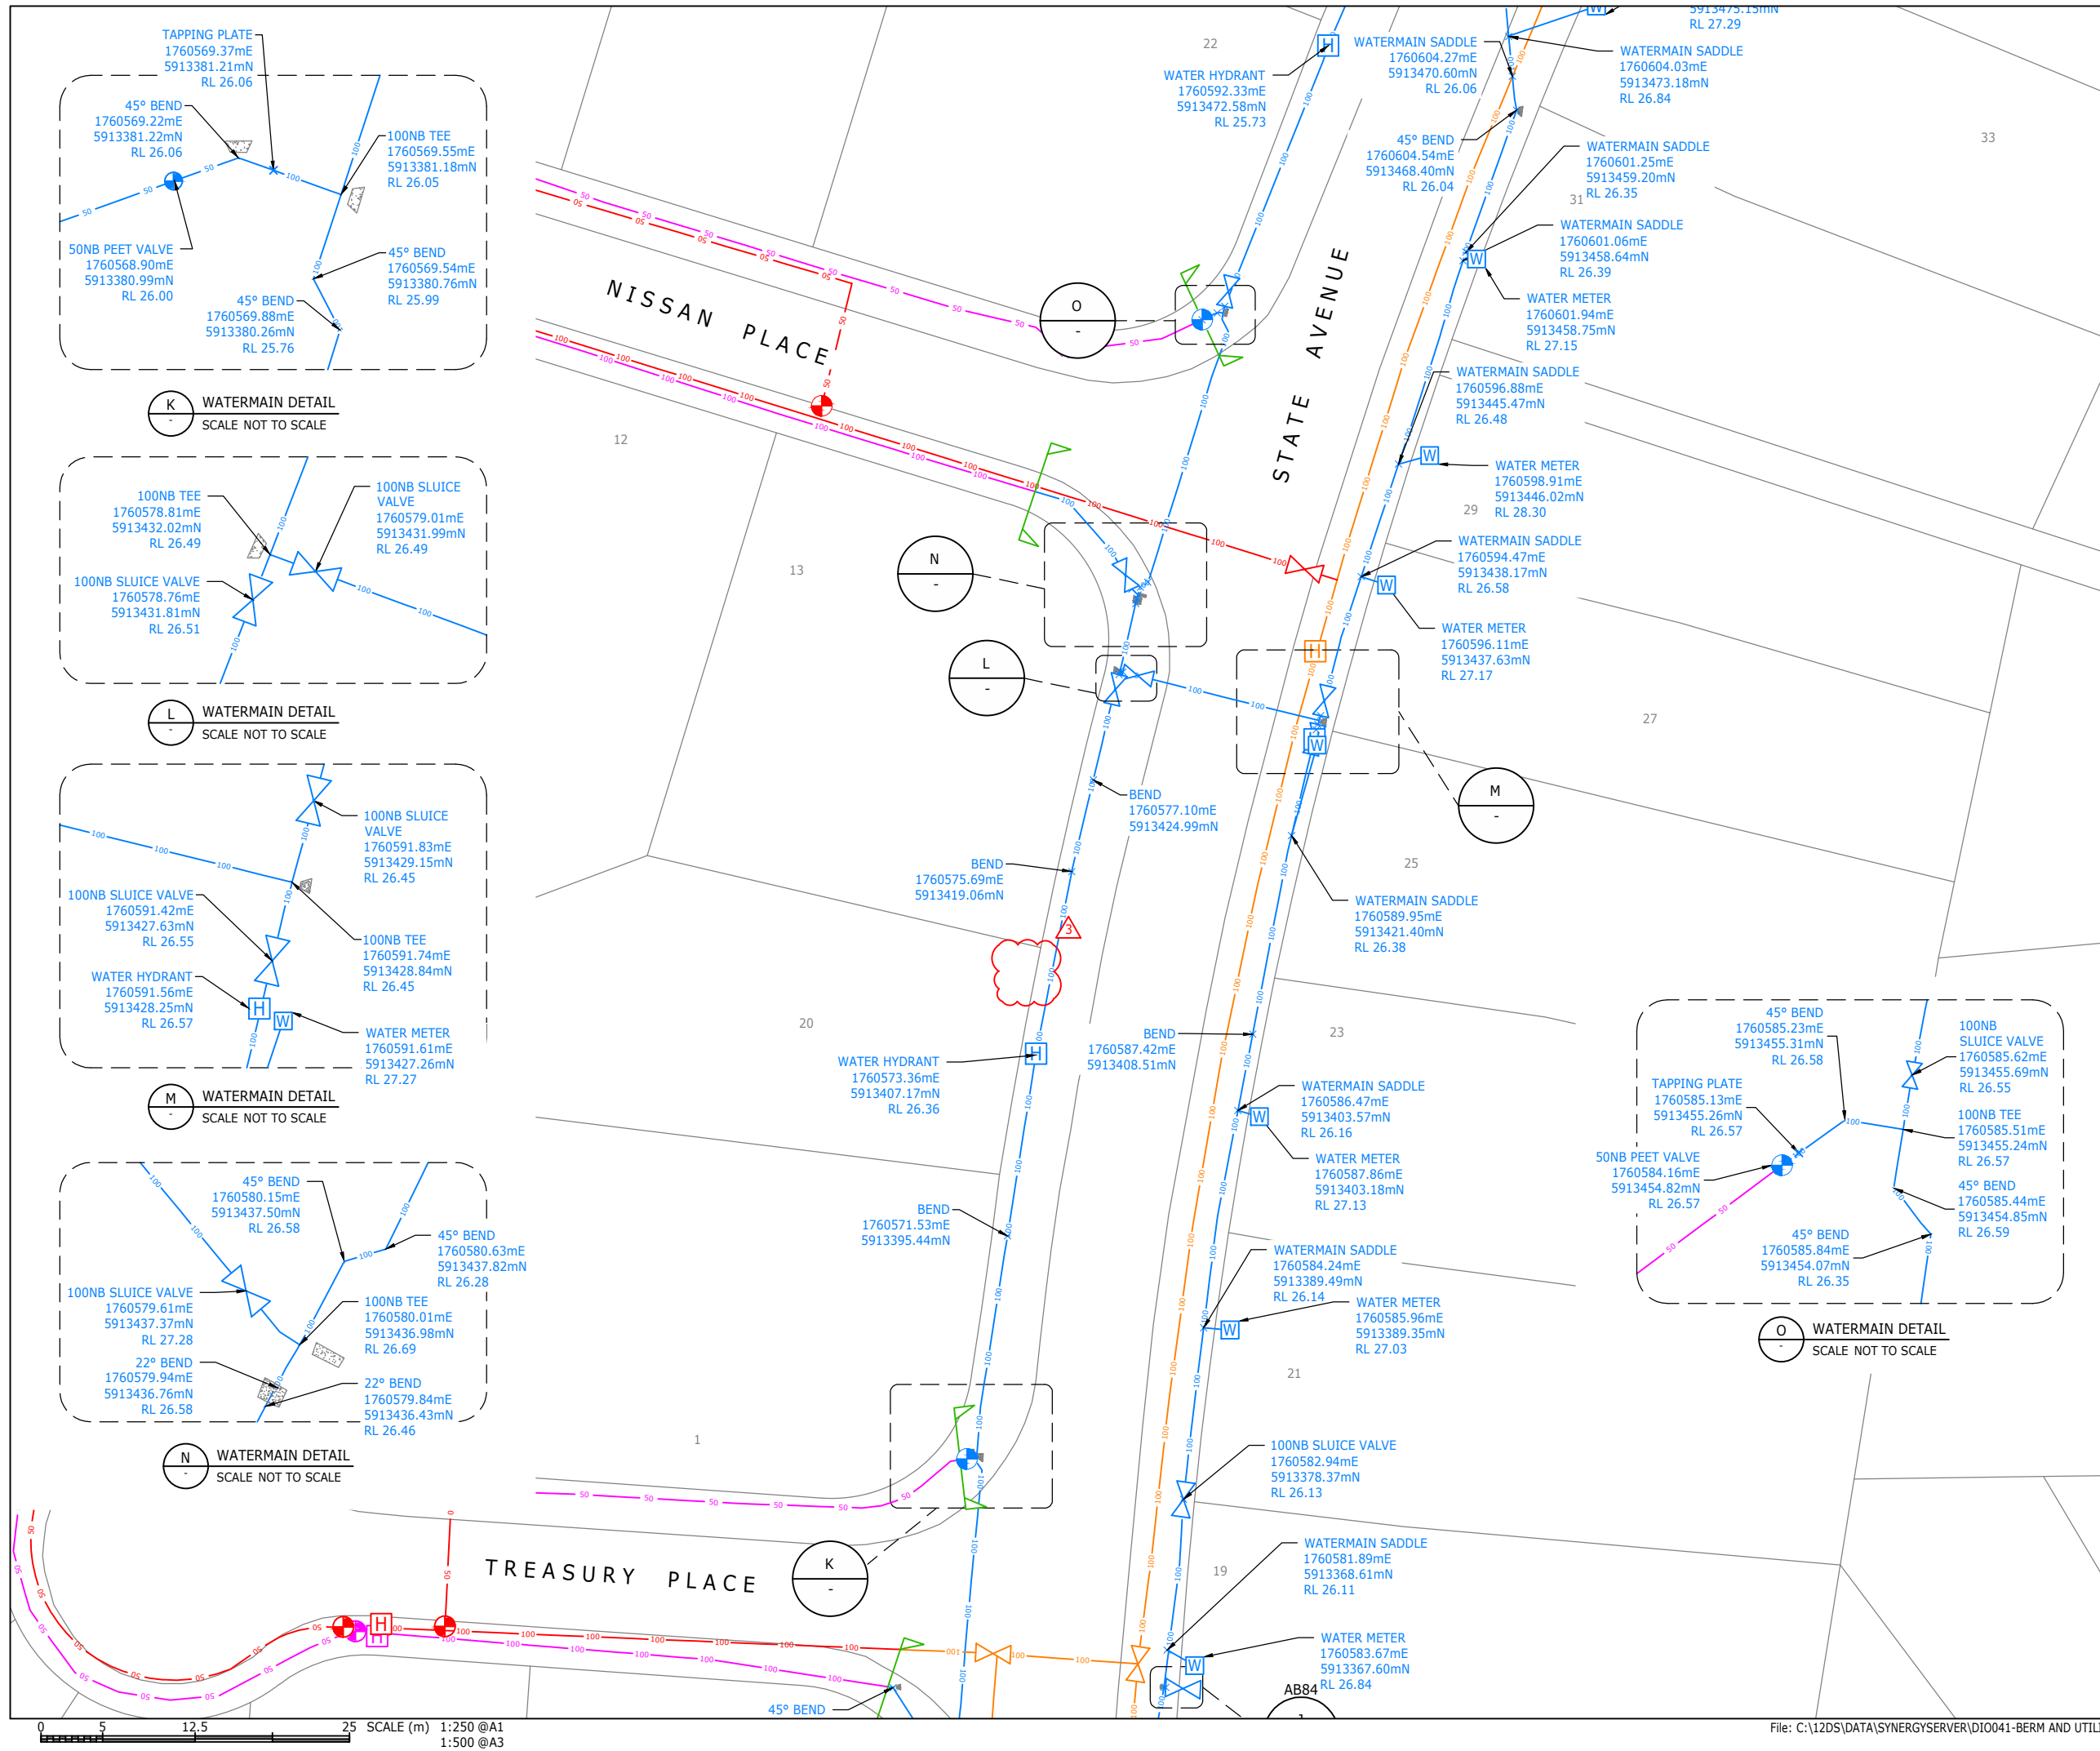 TAPPING PLATE
1760569.37mE
5913381.21mN
RL 26.06
45° BEND
1760569.22mE
5913381.22mN
RL 26.06
100NB TEE
1760569.55mE
5913381.18mN
RL 26.05
50NB PEET VALVE
1760568.90mE
5913380.99mN
RL 26.00
45° BEND
1760569.54mE
5913380.76mN
RL 25.99
45° BEND
1760569.88mE
5913380.26mN
RL 25.76
K
-
WATERMAIN DETAIL
SCALE NOT TO SCALE
100NB TEE
1760578.81mE
5913432.02mN
RL 26.49
100NB SLUICE
VALVE
1760579.01mE
5913431.99mN
RL 26.49
100NB SLUICE VALVE
1760578.76mE
5913431.81mN
RL 26.51
L
-
WATERMAIN DETAIL
SCALE NOT TO SCALE
100NB SLUICE
VALVE
1760591.83mE
5913429.15mN
RL 26.45
100NB SLUICE VALVE
1760591.42mE
5913427.63mN
RL 26.55
100NB TEE
1760591.74mE
5913428.84mN
RL 26.45
WATER HYDRANT
1760591.56mE
5913428.25mN
RL 26.57
H
W
WATER METER
1760591.61mE
5913427.26mN
RL 27.27
M
-
WATERMAIN DETAIL
SCALE NOT TO SCALE
45° BEND
1760580.15mE
5913437.50mN
RL 26.58
45° BEND
1760580.63mE
5913437.82mN
RL 26.28
100NB SLUICE VALVE
1760579.61mE
5913437.37mN
RL 27.28
100NB TEE
1760580.01mE
5913436.98mN
RL 26.69
22° BEND
1760579.94mE
5913436.76mN
RL 26.58
22° BEND
1760579.84mE
5913436.43mN
RL 26.46
N
-
WATERMAIN DETAIL
SCALE NOT TO SCALE
22
H
WATER HYDRANT
1760592.33mE
5913472.58mN
RL 25.73
WATERMAIN SADDLE
1760604.27mE
5913470.60mN
RL 26.06
5913475.15mN
RL 27.29
WATERMAIN SADDLE
1760604.03mE
5913473.18mN
RL 26.84
45° BEND
1760604.54mE
5913468.40mN
RL 26.04
33
WATERMAIN SADDLE
1760601.25mE
5913459.20mN
RL 26.35
31
WATERMAIN SADDLE
1760601.06mE
5913458.64mN
RL 26.39
W
WATER METER
1760601.94mE
5913458.75mN
RL 27.15
NISSAN PLACE
STATE AVENUE
O
-
WATERMAIN SADDLE
1760596.88mE
5913445.47mN
RL 26.48
12
W
WATER METER
1760598.91mE
5913446.02mN
RL 28.30
29
13
N
-
WATERMAIN SADDLE
1760594.47mE
5913438.17mN
RL 26.58
W
WATER METER
1760596.11mE
5913437.63mN
RL 27.17
H
L
-
27
W
M
-
BEND
1760577.10mE
5913424.99mN
BEND
1760575.69mE
5913419.06mN
25
WATERMAIN SADDLE
1760589.95mE
5913421.40mN
RL 26.38
3
20
23
BEND
1760587.42mE
5913408.51mN
WATER HYDRANT
1760573.36mE
5913407.17mN
RL 26.36
H
WATERMAIN SADDLE
1760586.47mE
5913403.57mN
RL 26.16
W
WATER METER
1760587.86mE
5913403.18mN
RL 27.13
BEND
1760571.53mE
5913395.44mN
WATERMAIN SADDLE
1760584.24mE
5913389.49mN
RL 26.14
W
WATER METER
1760585.96mE
5913389.35mN
RL 27.03
21
1
45° BEND
1760585.23mE
5913455.31mN
RL 26.58
100NB
SLUICE VALVE
1760585.62mE
5913455.69mN
RL 26.55
TAPPING PLATE
1760585.13mE
5913455.26mN
RL 26.57
100NB TEE
1760585.51mE
5913455.24mN
RL 26.57
50NB PEET VALVE
1760584.16mE
5913454.82mN
RL 26.57
45° BEND
1760585.44mE
5913454.85mN
RL 26.59
45° BEND
1760585.84mE
5913454.07mN
RL 26.35
O
-
WATERMAIN DETAIL
SCALE NOT TO SCALE
100NB SLUICE VALVE
1760582.94mE
5913378.37mN
RL 26.13
TREASURY PLACE
K
-
19
WATERMAIN SADDLE
1760581.89mE
5913368.61mN
RL 26.11
H
W
WATER METER
1760583.67mE
5913367.60mN
RL 26.84
45° BEND
AB84
0 5 12.5 25 SCALE (m) 1:250 @A1
1:500 @A3
File: C:\12DS\DATA\SYNERGYSERVER\DIO041-BERM AND UTILI